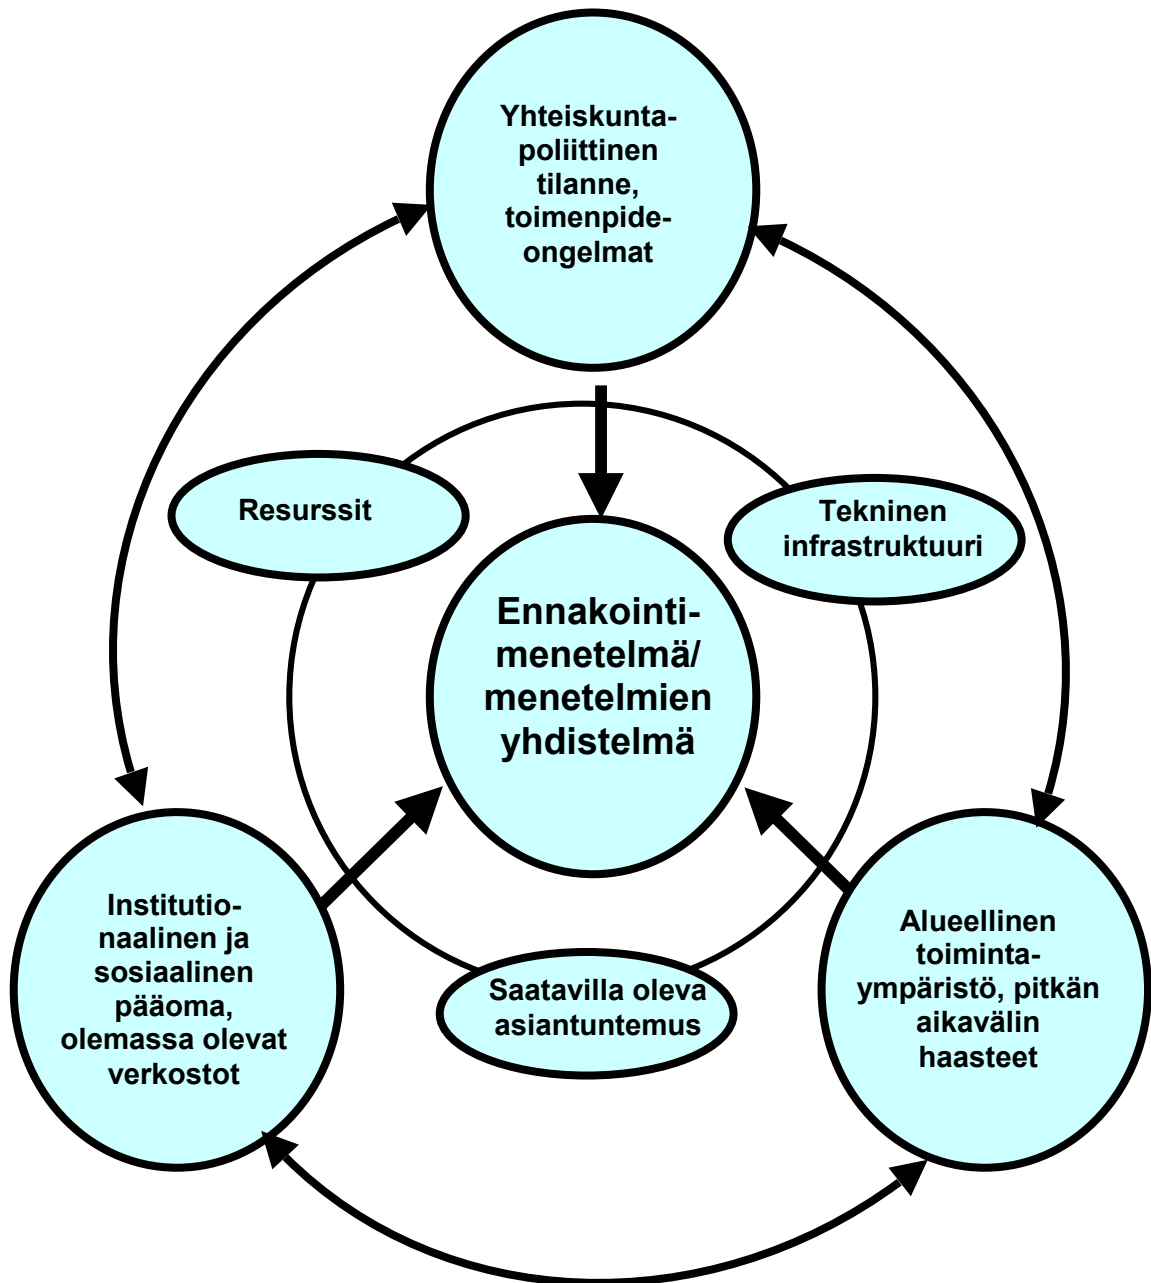 Yhteiskunta-
poliittinen
tilanne,
toimenpide-
ongelmat
Resurssit
Tekninen
infrastruktuuri
Ennakointi-
menetelmä/
menetelmien
yhdistelmä
Institutio-
naalinen ja
sosiaalinen
pääoma,
olemassa olevat
verkostot
Saatavilla oleva
asiantuntemus
Alueellinen
toiminta-
ympäristö, pitkän
aikavälin
haasteet